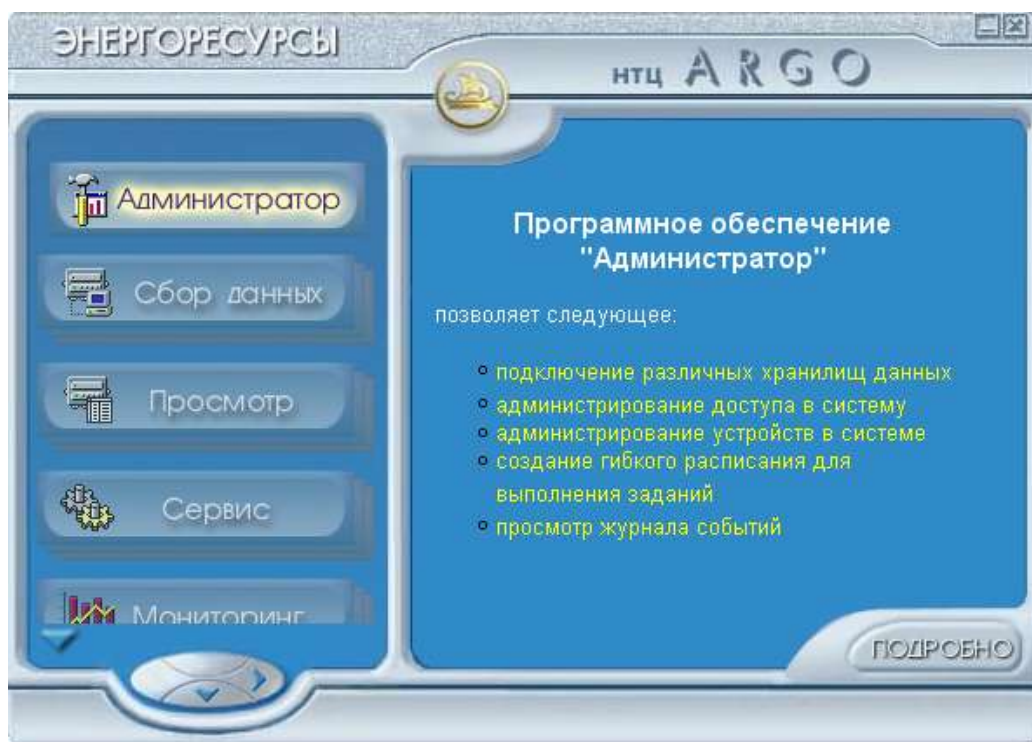 ЭНЕРГОРЕСУРСЫ
НТЦ ARGO
Администратор
Сбор данных
Просмотр
Сервис
Мониторинг
Программное обеспечение
"Администратор"
позволяет следующее:
подключение различных хранилищ данных
администрирование доступа в систему
администрирование устройств в системе
создание гибкого расписания для
выполнения заданий
просмотр журнала событий
ПОДРОБНО